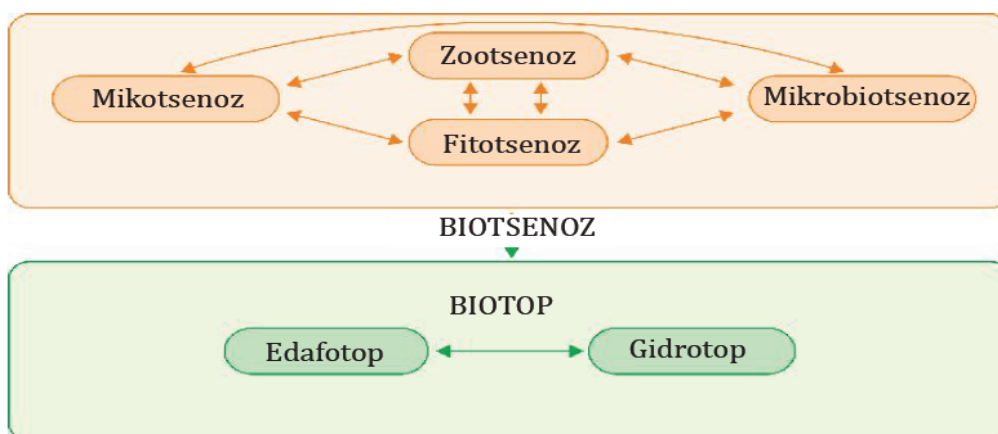 Zootsenoz
Mikotsenoz
Mikrobiotsenoz
Fitotsenoz
BIOTSENOZ
BIOTOP
Edafotop
Gidrotop